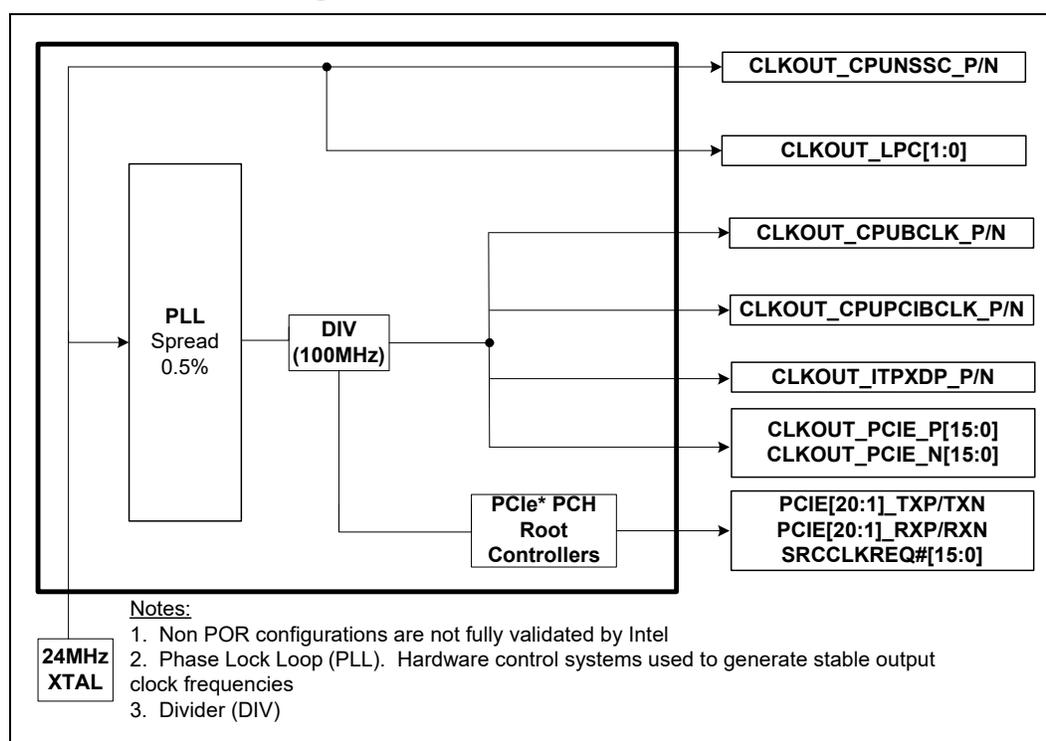 CLKOUT_CPUNSSC_P/N
CLKOUT_LPC[1:0]
CLKOUT_CPUBCLK_P/N
PLL
Spread
0.5%
DIV
(100MHz)
CLKOUT_CPUPCIBCLK_P/N
CLKOUT_ITPXDP_P/N
CLKOUT_PCIE_P[15:0]
CLKOUT_PCIE_N[15:0]
PCIe* PCH
Root
Controllers
PCIE[20:1]_TXP/TXN
PCIE[20:1]_RXP/RXN
SRCCLKREQ#[15:0]
24MHz
XTAL
Notes:
1. Non POR configurations are not fully validated by Intel
2. Phase Lock Loop (PLL). Hardware control systems used to generate stable output
clock frequencies
3. Divider (DIV)